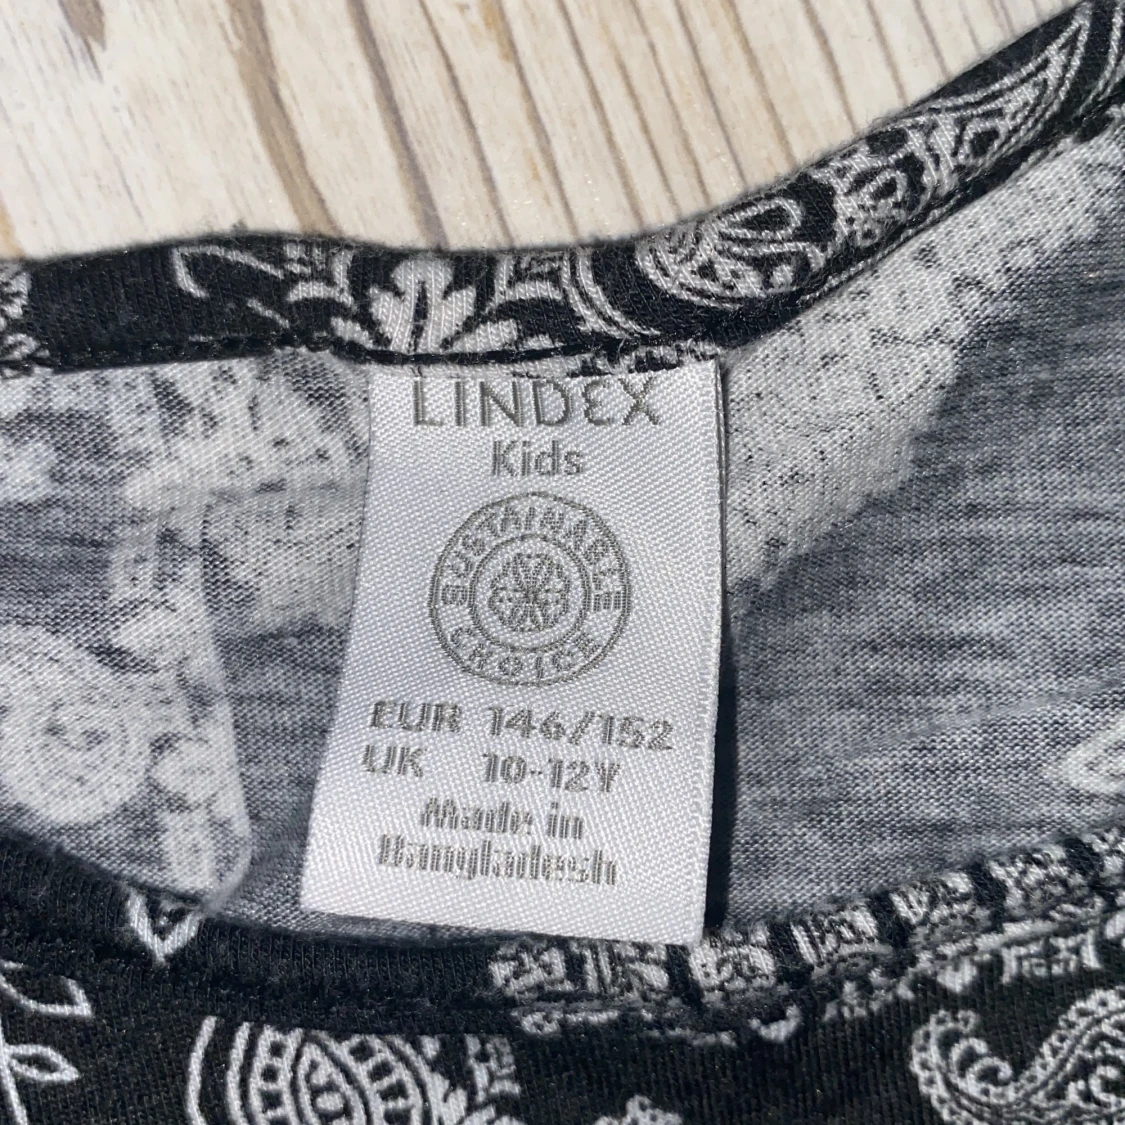 LINDEX
Kids
SUSTAINABLE
CHOICE
EUR 146/152
UK 10-12Y
Made in
Bangladesh